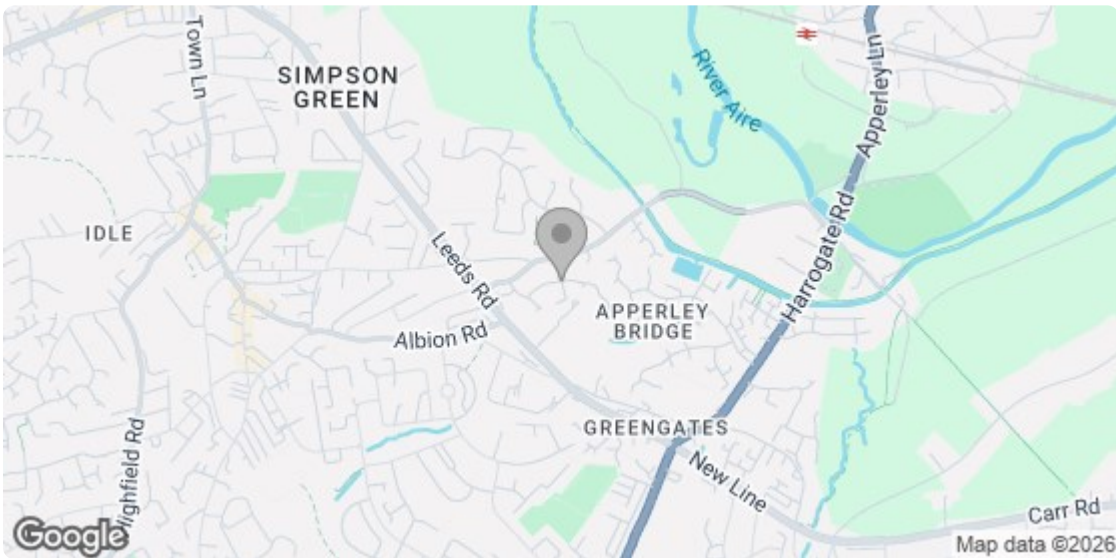 Town Ln
SIMPSON
GREEN
River Aire
Apperley Ln
Harrogate Rd
IDLE
Leeds Rd
Albion Rd
APPERLEY
BRIDGE
GREENGATES
Highfield Rd
New Line
Carr Rd
Google
Map data ©2026